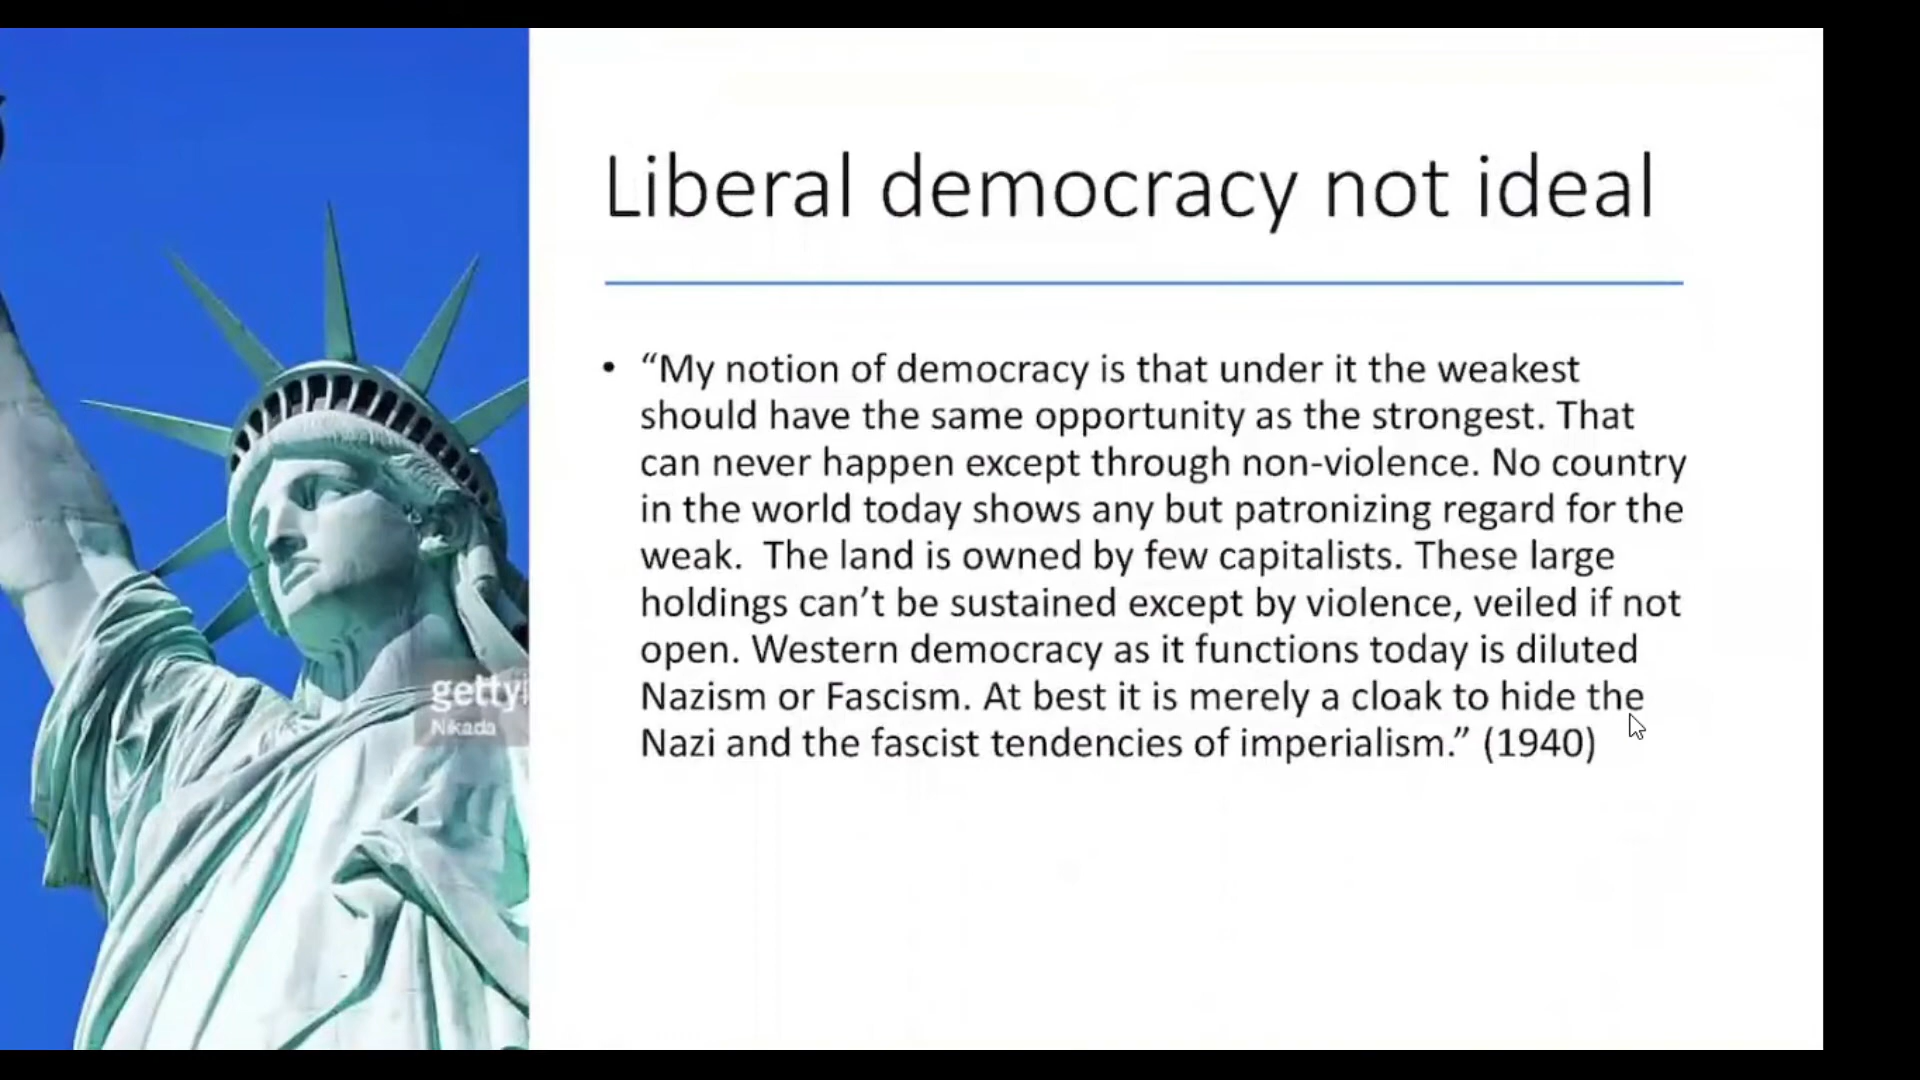 Liberal democracy not ideal
• “My notion of democracy is that under it the weakest
should have the same opportunity as the strongest. That
can never happen except through non-violence. No country
in the world today shows any but patronizing regard for the
weak.  The land is owned by few capitalists. These large
holdings can’t be sustained except by violence, veiled if not
open. Western democracy as it functions today is diluted
Nazism or Fascism. At best it is merely a cloak to hide the
Nazi and the fascist tendencies of imperialism.” (1940)
gettyi
Nikada